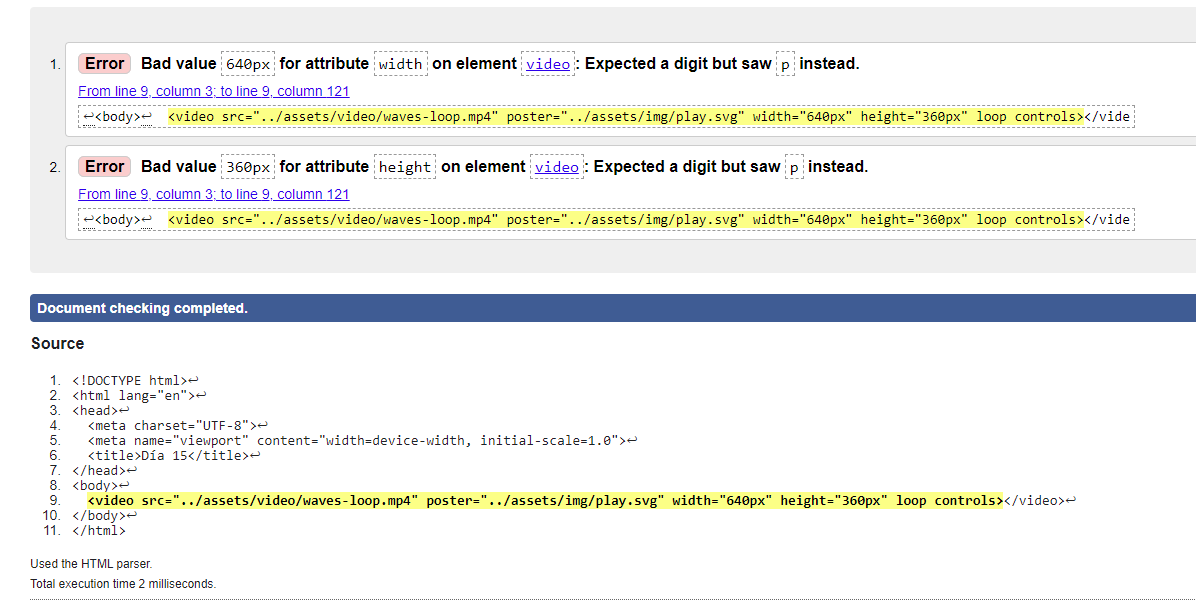 1. Error Bad value 640px for attribute width on element video: Expected a digit but saw p instead.
From line 9, column 3; to line 9, column 121
↩<body>↩  <video src="../assets/video/waves-loop.mp4" poster="../assets/img/play.svg" width="640px" height="360px" loop controls></vide
2. Error Bad value 360px for attribute height on element video: Expected a digit but saw p instead.
From line 9, column 3; to line 9, column 121
↩<body>↩  <video src="../assets/video/waves-loop.mp4" poster="../assets/img/play.svg" width="640px" height="360px" loop controls></vide
Document checking completed.
Source
1. <!DOCTYPE html>↩
2. <html lang="en">↩
3. <head>↩
4.   <meta charset="UTF-8">↩
5.   <meta name="viewport" content="width=device-width, initial-scale=1.0">↩
6.   <title>Día 15</title>↩
7. </head>↩
8. <body>↩
9.   <video src="../assets/video/waves-loop.mp4" poster="../assets/img/play.svg" width="640px" height="360px" loop controls></video>↩
10. </body>↩
11. </html>
Used the HTML parser.
Total execution time 2 milliseconds.